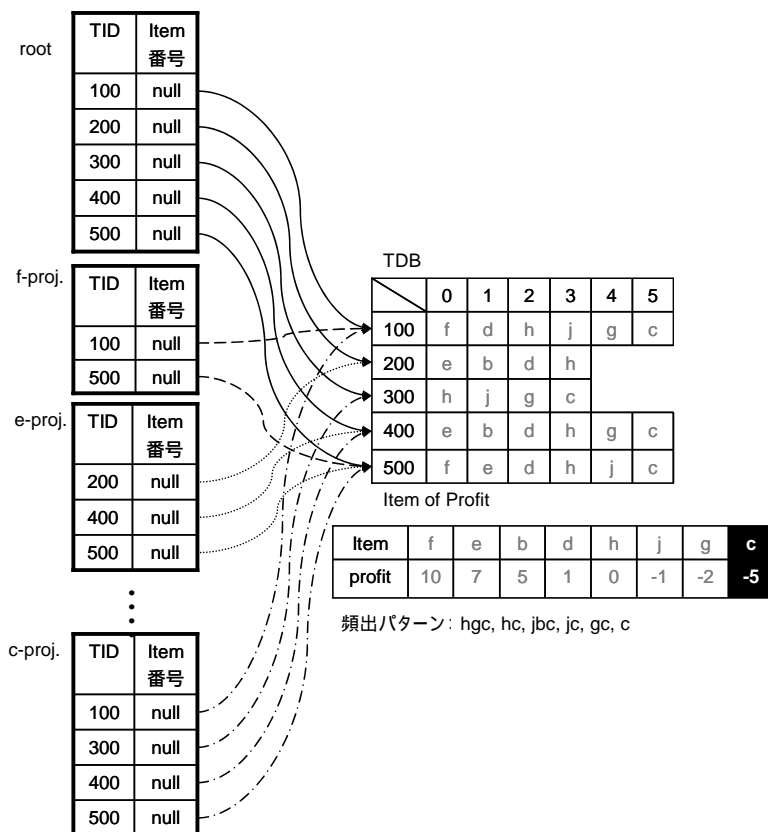 root
TID Item
番号
100 null
200 null
300 null
400 null
500 null
f-proj.
TID Item
番号
100 null
500 null
e-proj.
TID Item
番号
200 null
400 null
500 null
c-proj.
TID Item
番号
100 null
300 null
400 null
500 null
TDB
0 1 2 3 4 5
100 f d h j g c
200 e b d h
300 h j g c
400 e b d h g c
500 f e d h j c
Item of Profit
Item f e b d h j g c
profit 10 7 5 1 0 -1 -2 -5
頻出パターン: hgc, hc, jbc, jc, gc, c